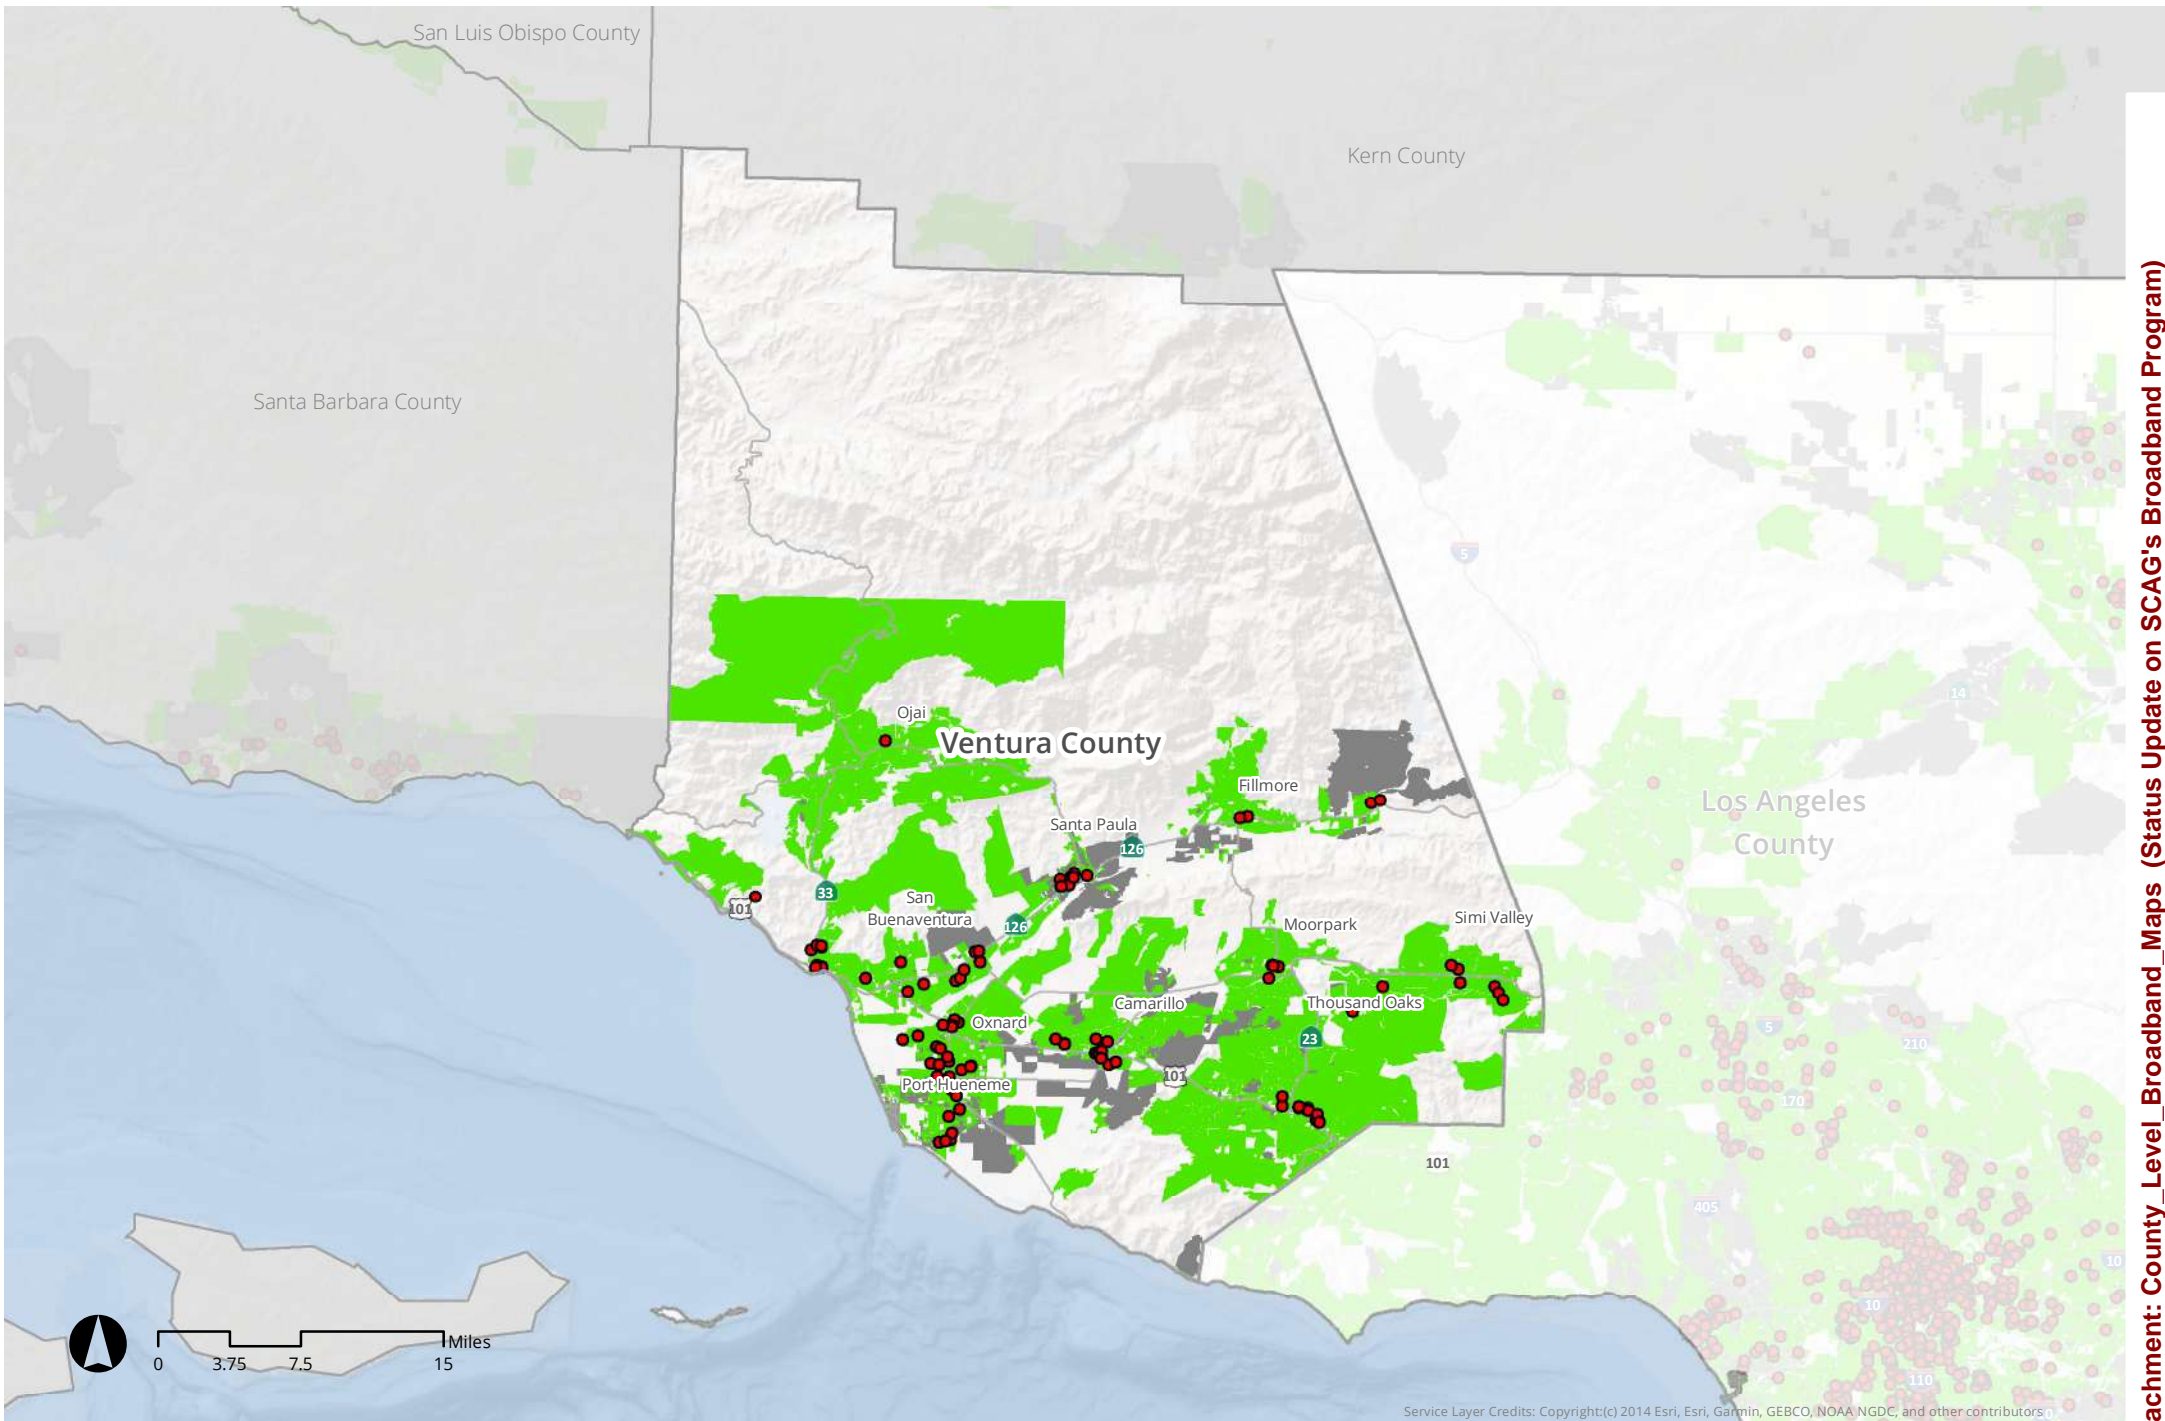 San Luis Obispo County
Kern County
Santa Barbara County
5
14
Ojai
Ventura County
Fillmore
Los Angeles
County
Santa Paula
126
33
San
Buenaventura
101
126
Moorpark
Simi Valley
Camarillo
Thousand Oaks
Oxnard
23
5
210
101
Port Hueneme
170
101
405
10
10
110
Miles
0
3.75
7.5
15
Service Layer Credits: Copyright:(c) 2014 Esri, Esri, Garmin, GEBCO, NOAA NGDC, and other contributors
achment: County_Level_Broadband_Maps (Status Update on SCAG's Broadband Program)